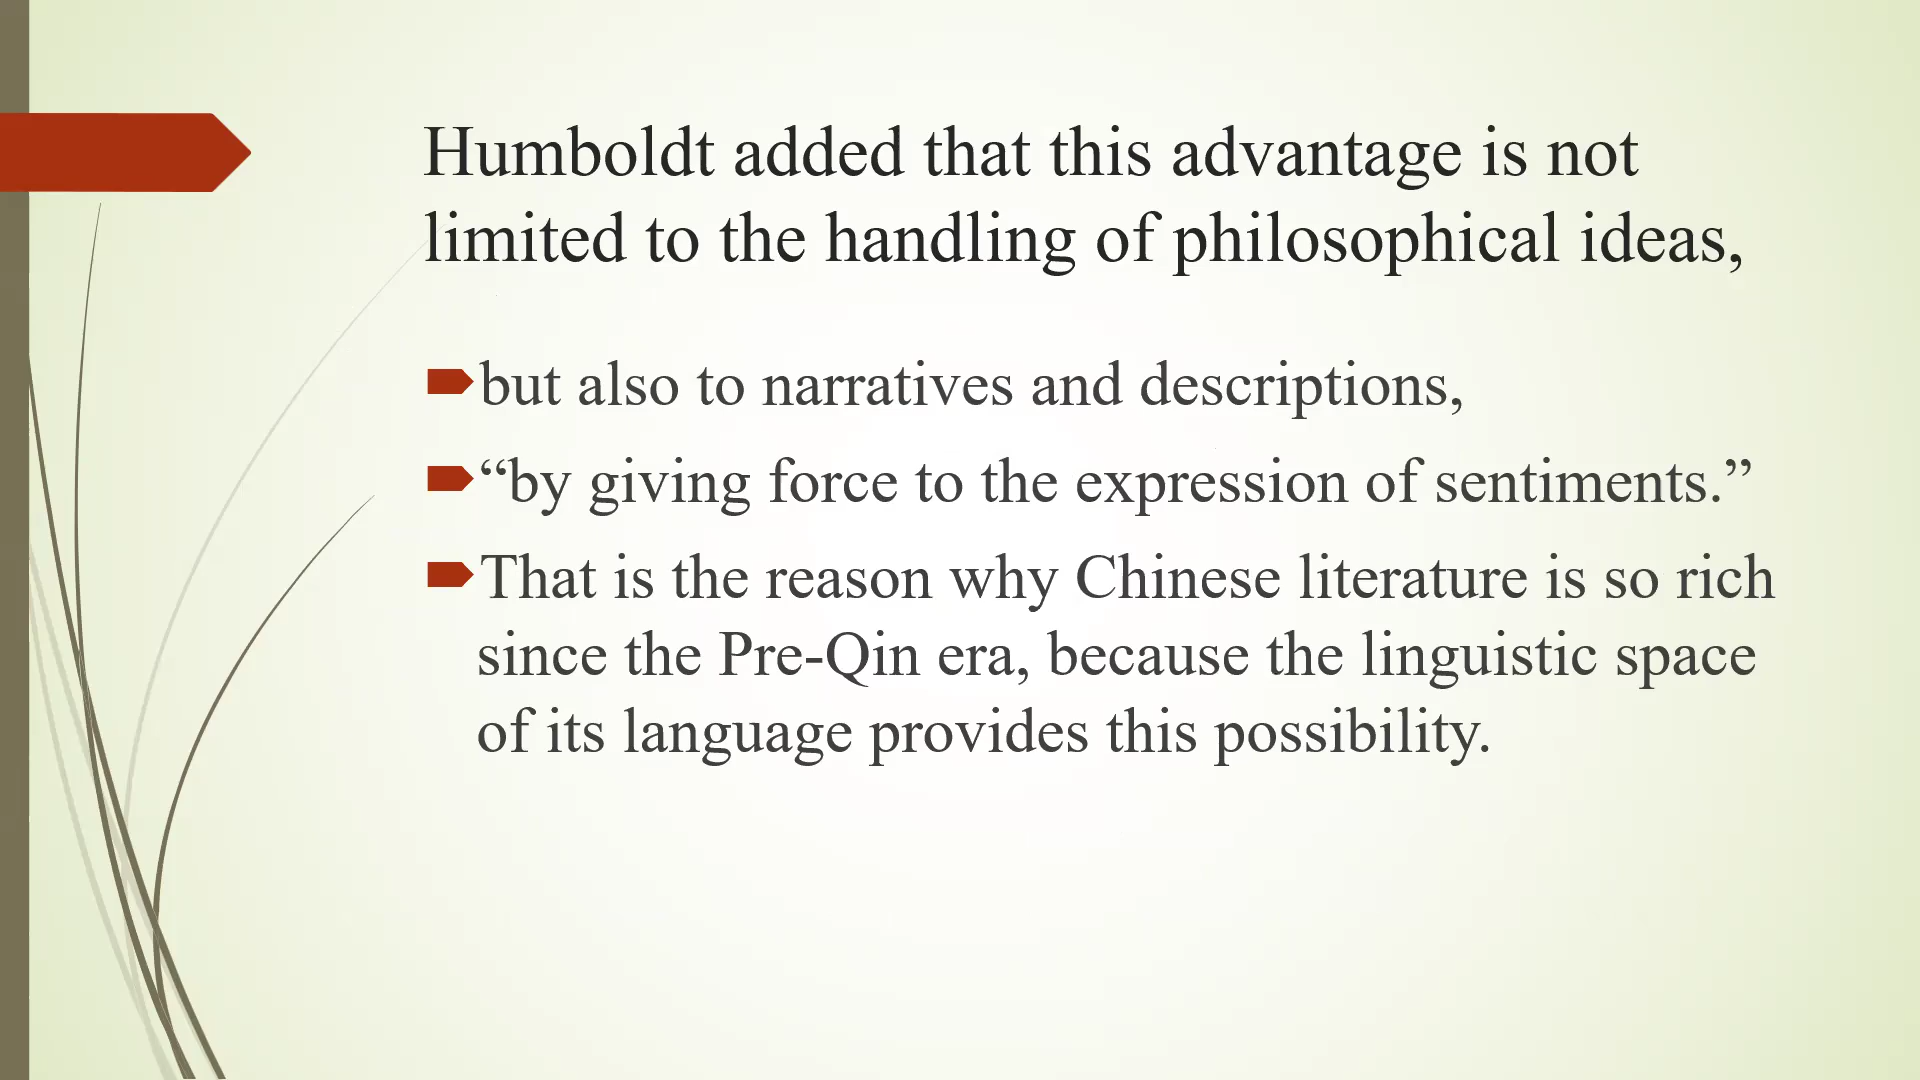 Humboldt added that this advantage is not
limited to the handling of philosophical ideas,
but also to narratives and descriptions,
“by giving force to the expression of sentiments.”
That is the reason why Chinese literature is so rich
since the Pre-Qin era, because the linguistic space
of its language provides this possibility.